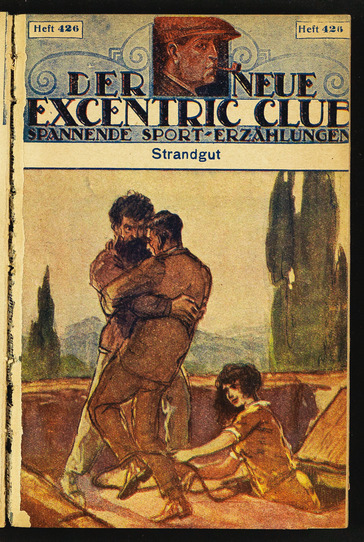 Heft 426
Heft 426
DER NEUE
EXCENTRIC CLUB
SPANNENDE SPORT-ERZÄHLUNGEN
Strandgut